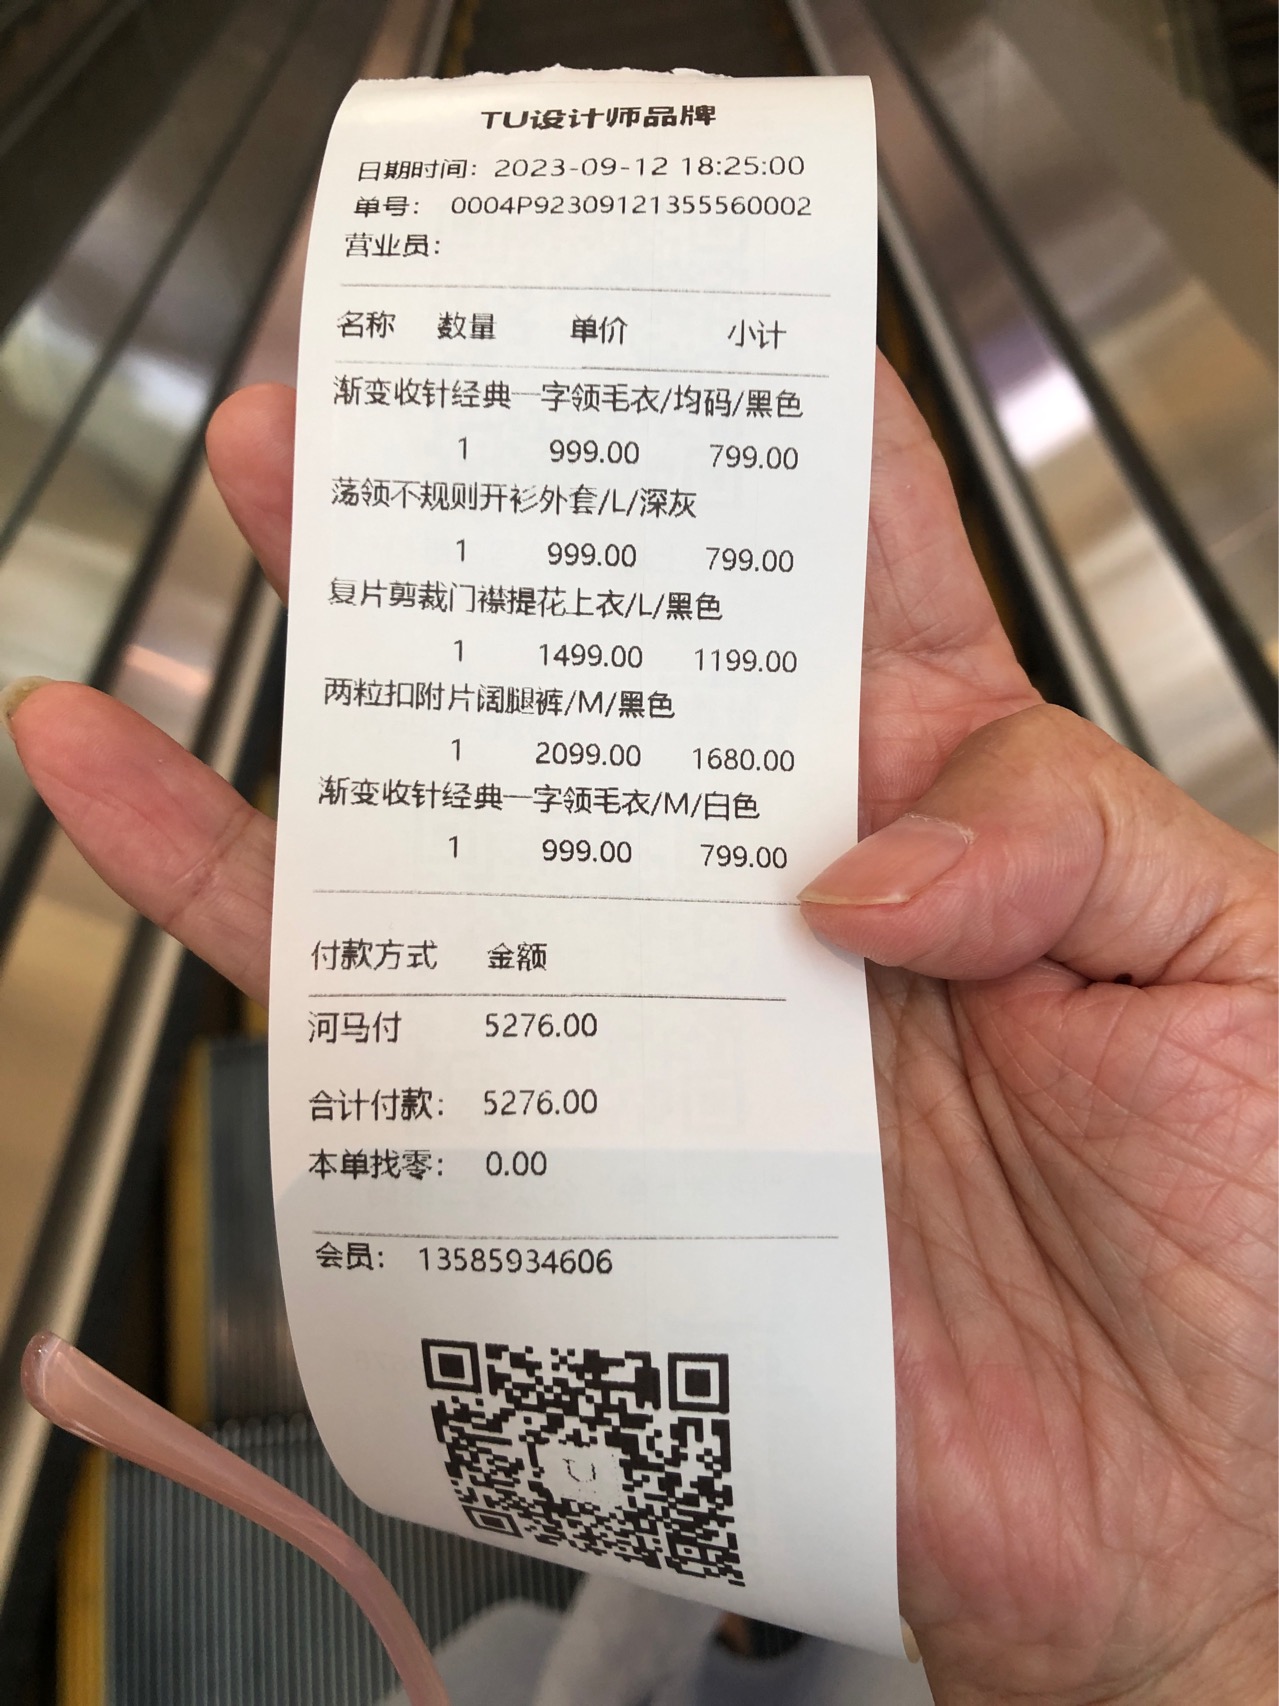 TU设计师品牌
日期时间：2023-09-12 18:25:00
单号： 0004P92309121355560002
营业员：
名称 数量 单价 小计
渐变收针经典一字领毛衣/均码/黑色
1 999.00 799.00
荡领不规则开衫外套/L/深灰
1 999.00 799.00
复片剪裁门襟提花上衣/L/黑色
1 1499.00 1199.00
两粒扣附片阔腿裤/M/黑色
1 2099.00 1680.00
渐变收针经典一字领毛衣/M/白色
1 999.00 799.00
付款方式 金额
河马付 5276.00
合计付款： 5276.00
本单找零： 0.00
会员： 13585934606